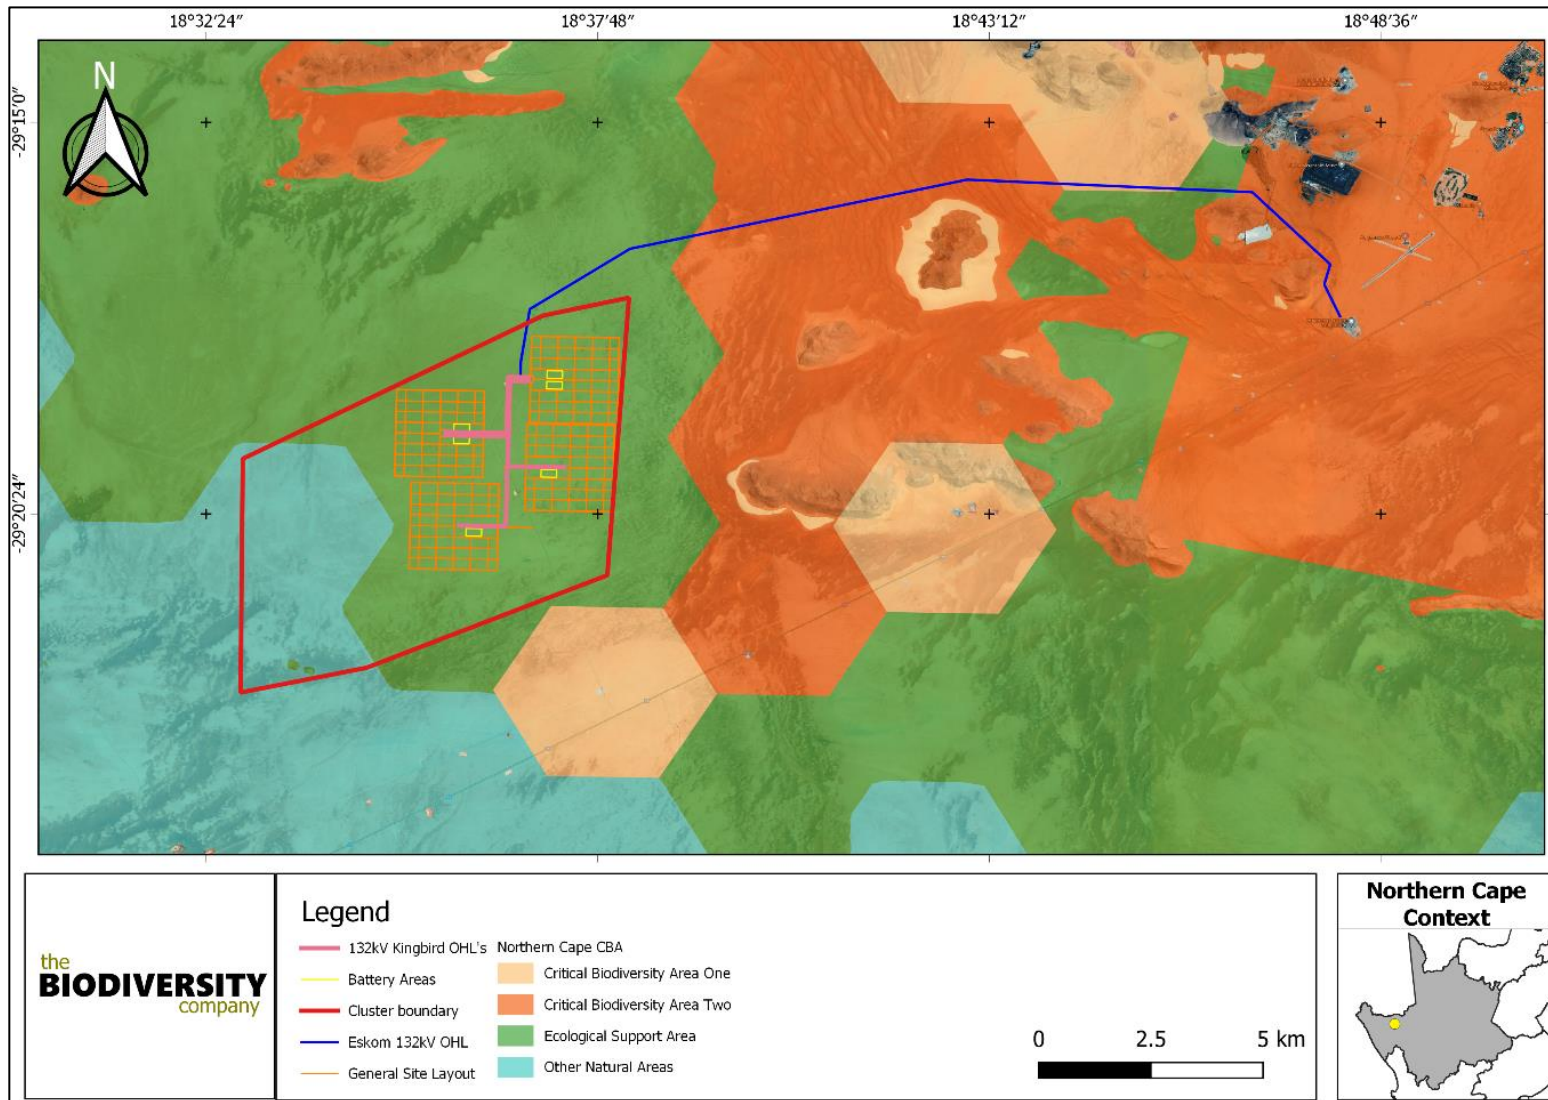 18°32′24″ 18°37′48″ 18°43′12″ 18°48′36″
N
-29°15′0″
-29°20′24″
the
BIODIVERSITY
company
Legend
132kV Kingbird OHL's
Battery Areas
Cluster boundary
Eskom 132kV OHL
General Site Layout
Northern Cape CBA
Critical Biodiversity Area One
Critical Biodiversity Area Two
Ecological Support Area
Other Natural Areas
0 2.5 5 km
Northern Cape
Context